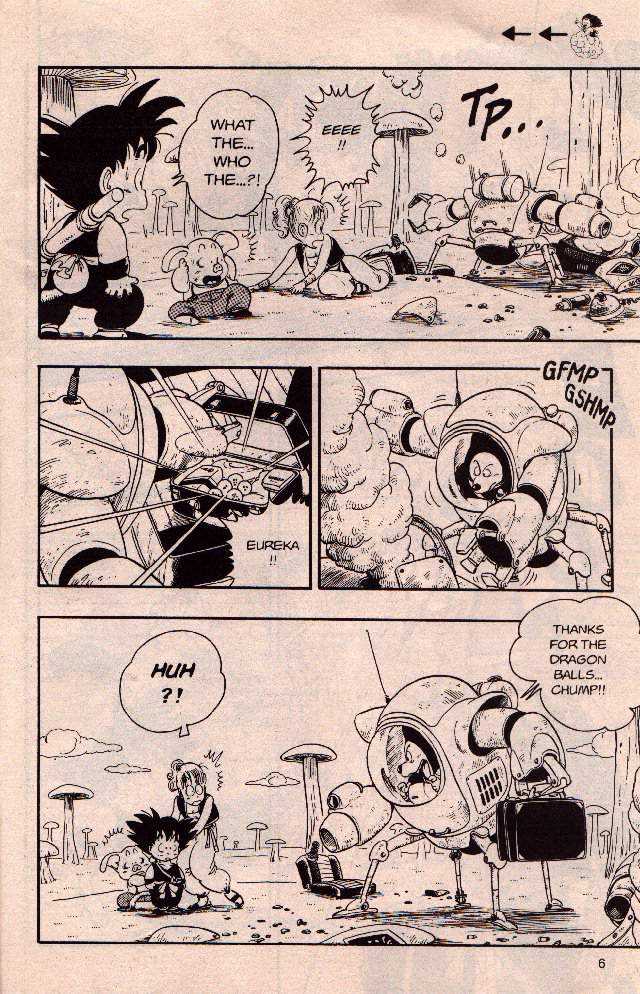 TP...
EEEE
!!
WHAT
THE...
WHO
THE...?!
GFMP
GSHMP
EUREKA
!!
THANKS
FOR THE
DRAGON
BALLS...
CHUMP!!
HUH
?!
6